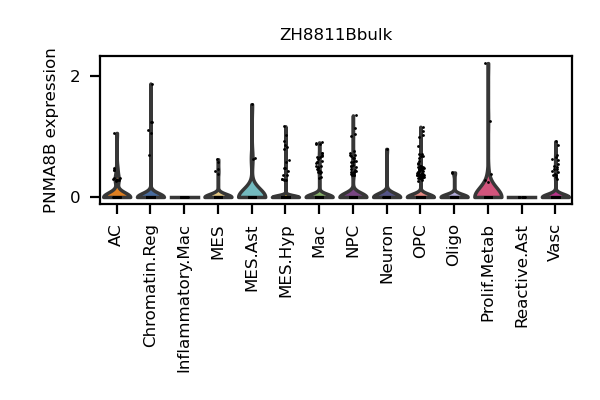 ZH8811Bbulk
PNMA8B expression
2
0
AC
Chromatin.Reg
Inflammatory.Mac
MES
MES.Ast
MES.Hyp
Mac
NPC
Neuron
OPC
Oligo
Prolif.Metab
Reactive.Ast
Vasc